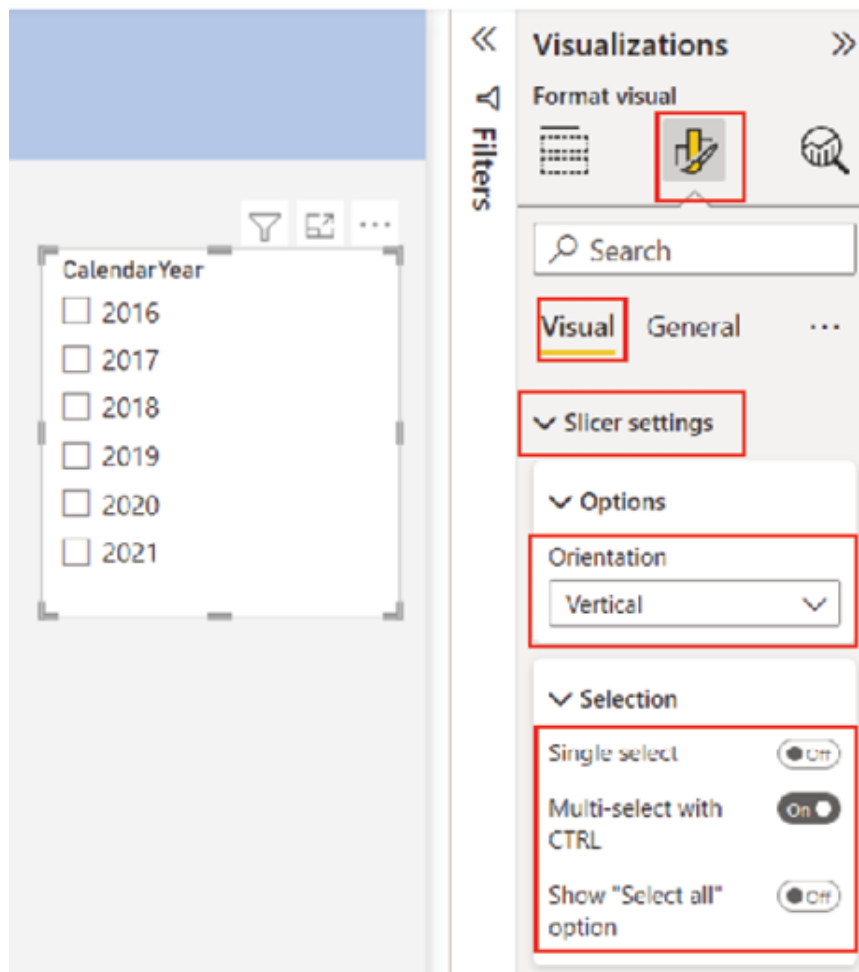 Visualizations
Format visual
Filters
Search
Visual General
CalendarYear
2016
2017
2018
2019
2020
2021
Slicer settings
Options
Orientation
Vertical
Selection
Single select Off
Multi-select with On
CTRL
Show "Select all" Off
option